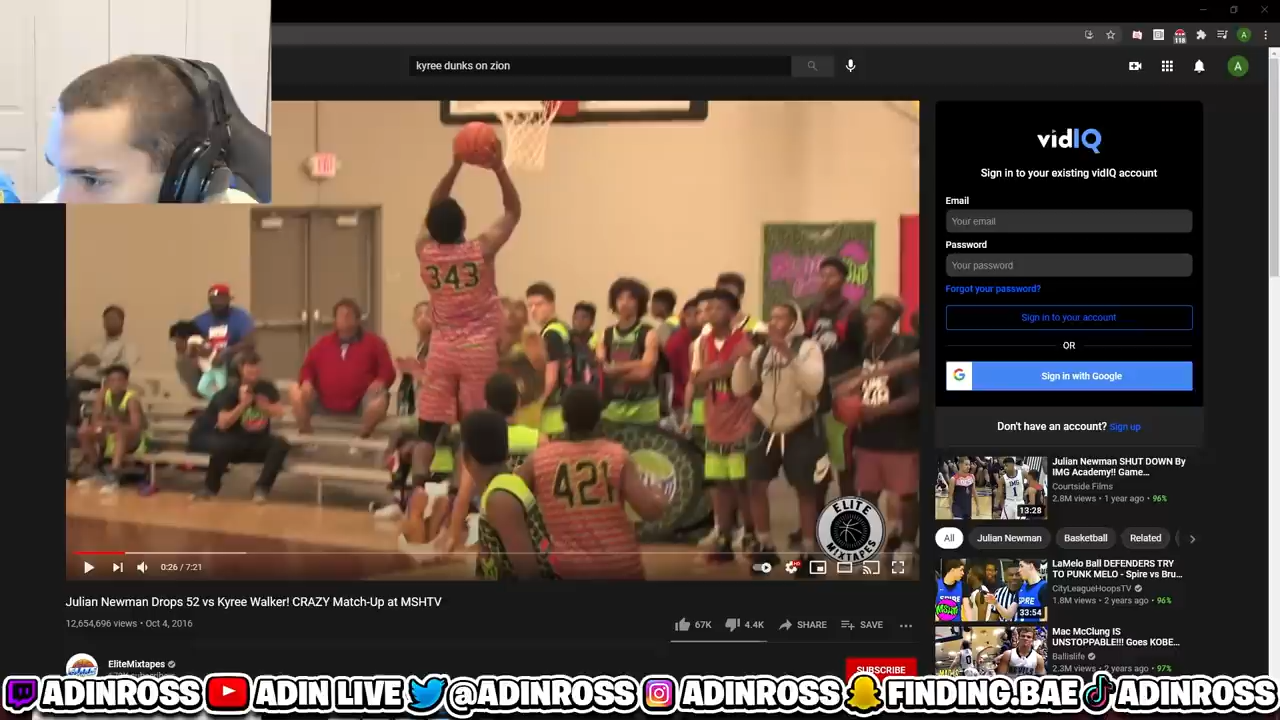 kyree dunks on zion
118
A
A
343
421
ELITE
MIXTAPES
0:26 / 7:21
HD
Julian Newman Drops 52 vs Kyree Walker! CRAZY Match-Up at MSHTV
12,654,696 views • Oct 4, 2016
67K
4.4K
SHARE
SAVE
EliteMixtapes
SUBSCRIBE
vidIQ
Sign in to your existing vidIQ account
Email
Your email
Password
Your password
Forgot your password?
Sign in to your account
OR
G
Sign in with Google
Don't have an account? Sign up
Julian Newman SHUT DOWN By
IMG Academy!! Game…
Courtside Films
2.8M views • 1 year ago
96%
13:28
All
Julian Newman
Basketball
Related
LaMelo Ball DEFENDERS TRY
TO PUNK MELO - Spire vs Bru…
CityLeagueHoopsTV
1.8M views • 2 years ago
96%
33:54
Mac McClung IS
UNSTOPPABLE!!! Goes KOBE…
Ballislife
2.3M views • 2 years ago
97%
ADINROSS
ADIN LIVE
@ADINROSS
ADINROSS
FINDING.BAE
ADINROSS